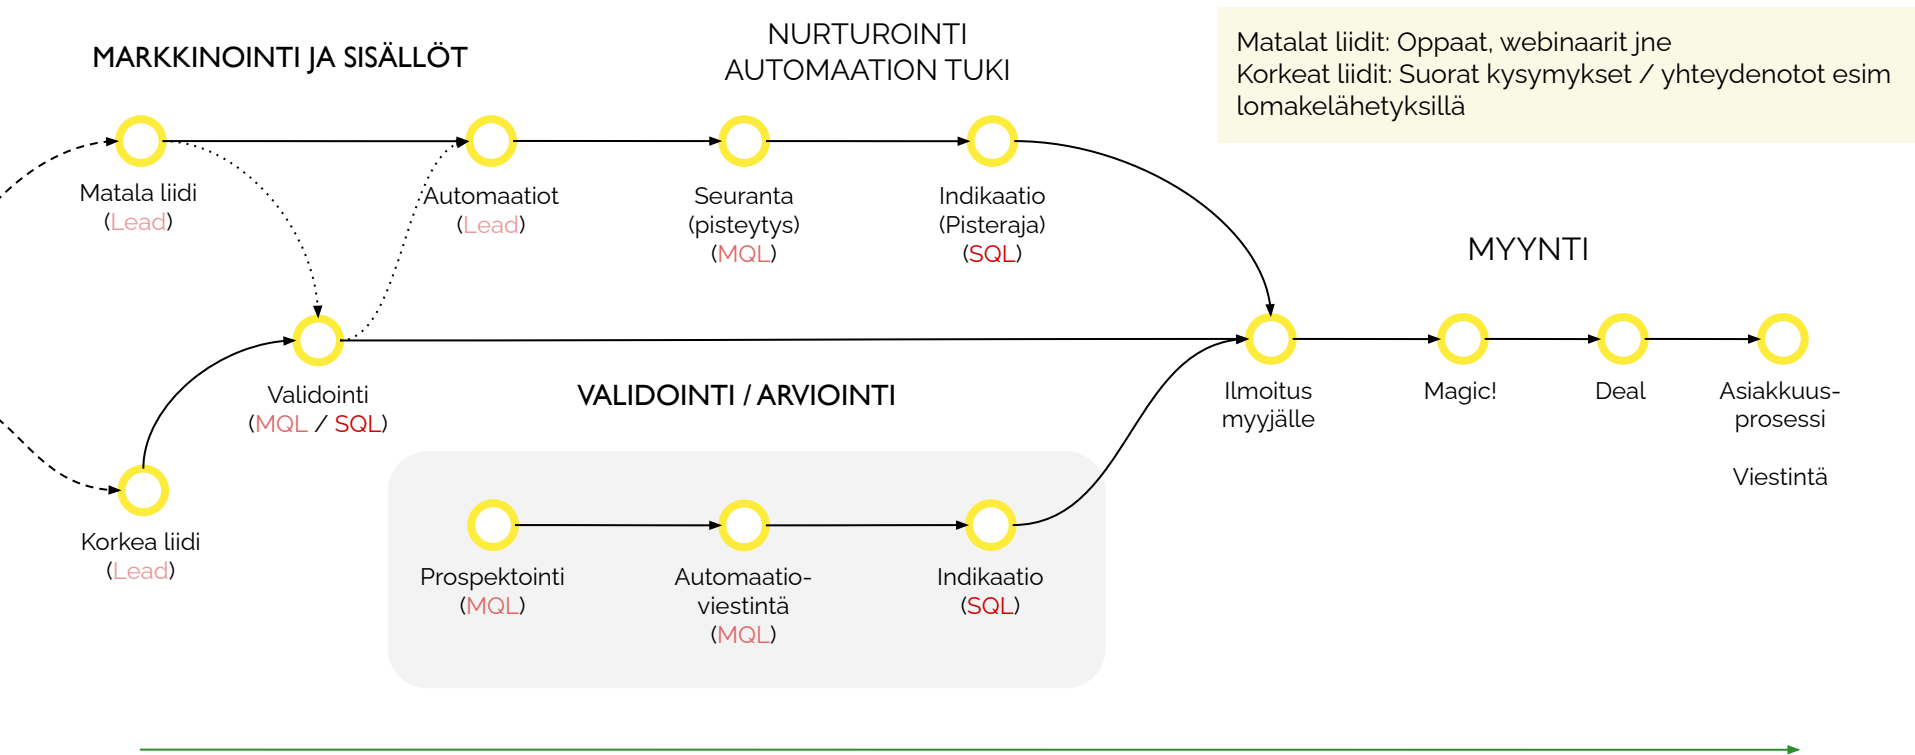 MARKKINOINTI JA SISÄLLÖT
NURTUROINTI
AUTOMAATION TUKI
Matalat liidit: Oppaat, webinaarit jne
Korkeat liidit: Suorat kysymykset / yhteydenotot esim
lomakelähetyksillä
Matala liidi
(Lead)
Automaatiot
(Lead)
Seuranta
(pisteytys)
(MQL)
Indikaatio
(Pisteraja)
(SQL)
MYYNTI
Validointi
(MQL / SQL)
VALIDOINTI / ARVIOINTI
Ilmoitus
myyjälle
Magic!
Deal
Asiakkuus-
prosessi
Viestintä
Korkea liidi
(Lead)
Prospektointi
(MQL)
Automaatio-
viestintä
(MQL)
Indikaatio
(SQL)